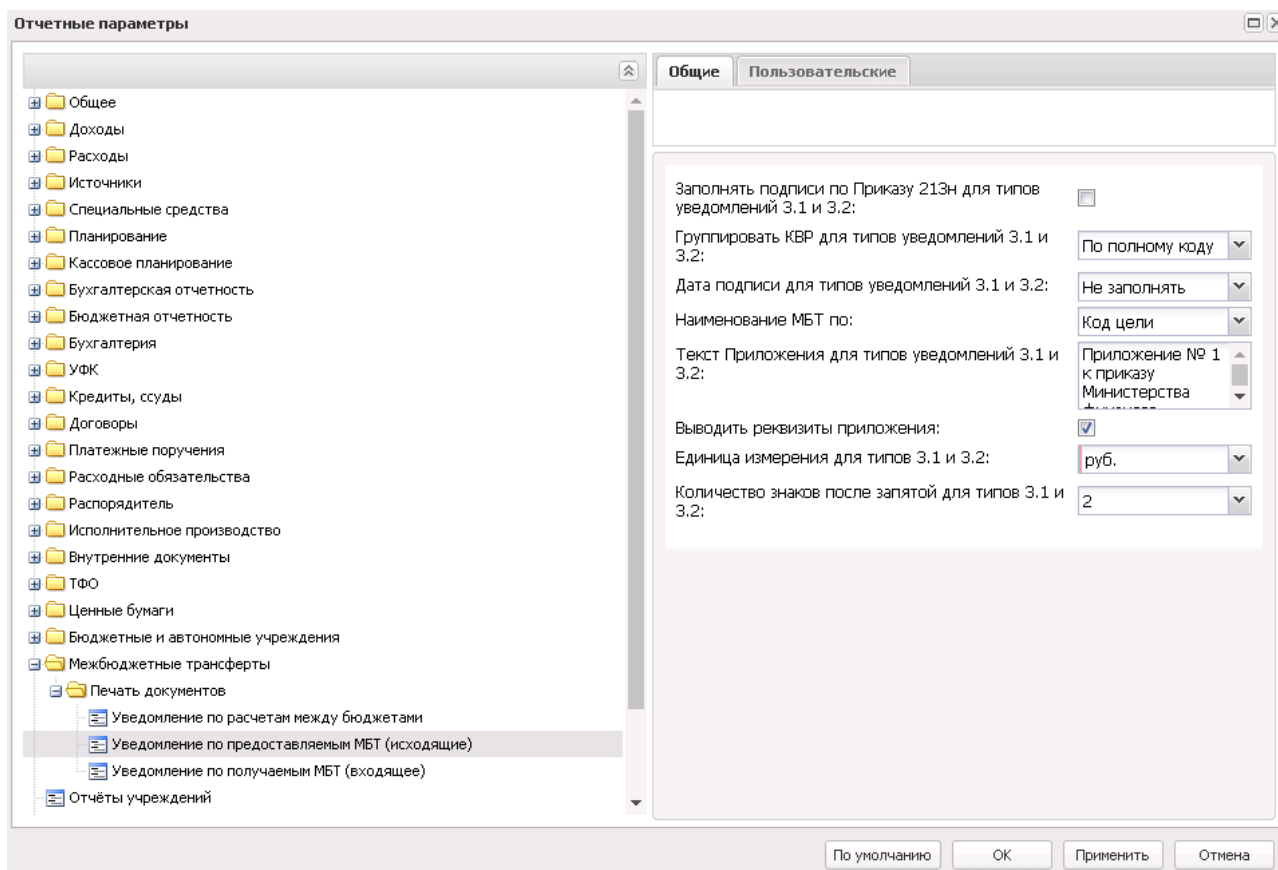 Отчетные параметры
Общее
Доходы
Расходы
Источники
Специальные средства
Планирование
Кассовое планирование
Бухгалтерская отчетность
Бюджетная отчетность
Бухгалтерия
УФК
Кредиты, ссуды
Договоры
Платежные поручения
Расходные обязательства
Распорядитель
Исполнительное производство
Внутренние документы
ТФО
Ценные бумаги
Бюджетные и автономные учреждения
Межбюджетные трансферты
Печать документов
Уведомление по расчетам между бюджетами
Уведомление по предоставляемым МБТ (исходящие)
Уведомление по получаемым МБТ (входящее)
Отчёты учреждений
Общие
Пользовательские
Заполнять подписи по Приказу 213н для типов
уведомлений 3.1 и 3.2:
Группировать КВР для типов уведомлений 3.1 и
3.2:
По полному коду
Дата подписи для типов уведомлений 3.1 и 3.2:
Не заполнять
Наименование МБТ по:
Код цели
Текст Приложения для типов уведомлений 3.1 и
3.2:
Приложение № 1
к приказу
Министерства
Выводить реквизиты приложения:
Единица измерения для типов 3.1 и 3.2:
руб.
Количество знаков после запятой для типов 3.1 и
3.2:
2
По умолчанию
ОК
Применить
Отмена